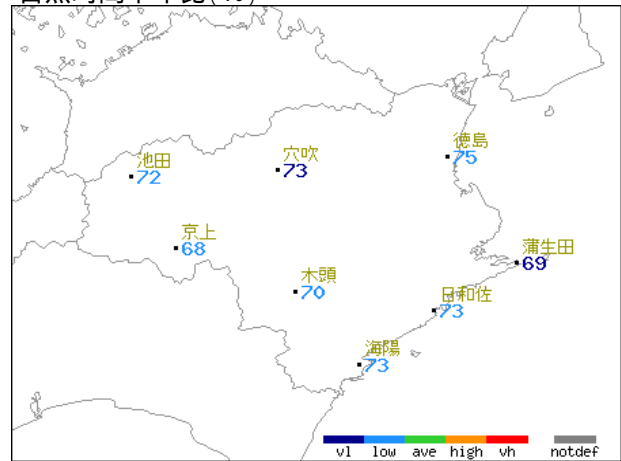 徳島
75
穴吹
73
池田
72
京上
68
蒲生田
69
木頭
70
日和佐
73
海陽
73
vl low ave high vh notdef